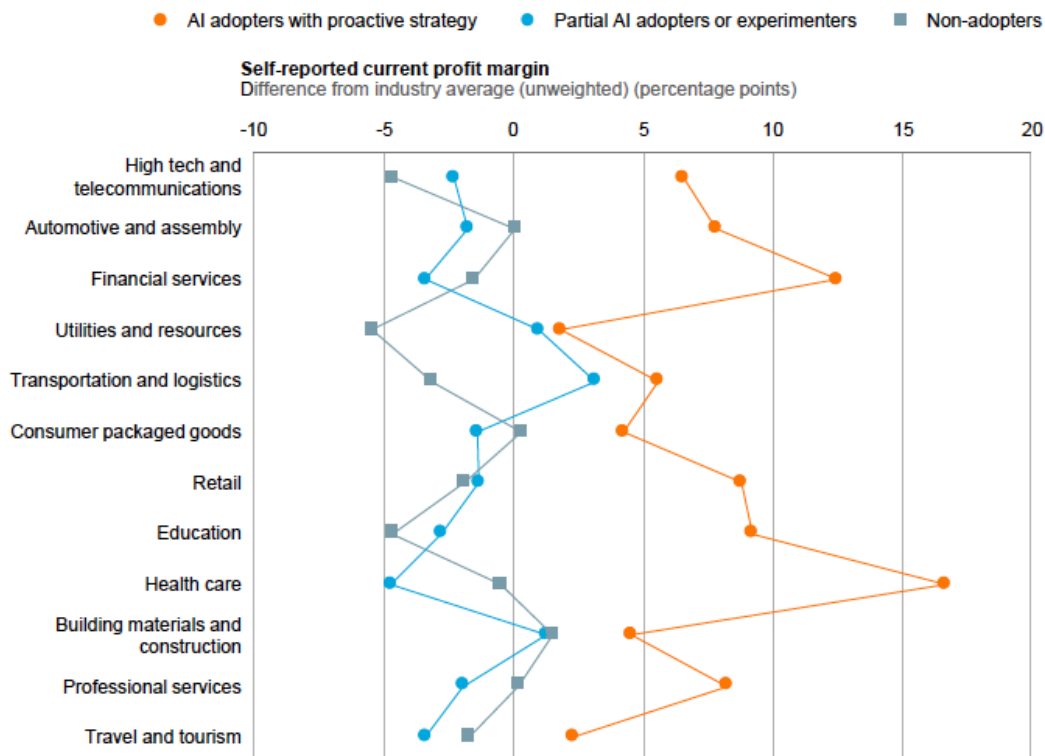 AI adopters with proactive strategy Partial AI adopters or experimenters Non-adopters
Self-reported current profit margin
Difference from industry average (unweighted) (percentage points)
-10 -5 0 5 10 15 20
High tech and
telecommunications
Automotive and assembly
Financial services
Utilities and resources
Transportation and logistics
Consumer packaged goods
Retail
Education
Health care
Building materials and
construction
Professional services
Travel and tourism